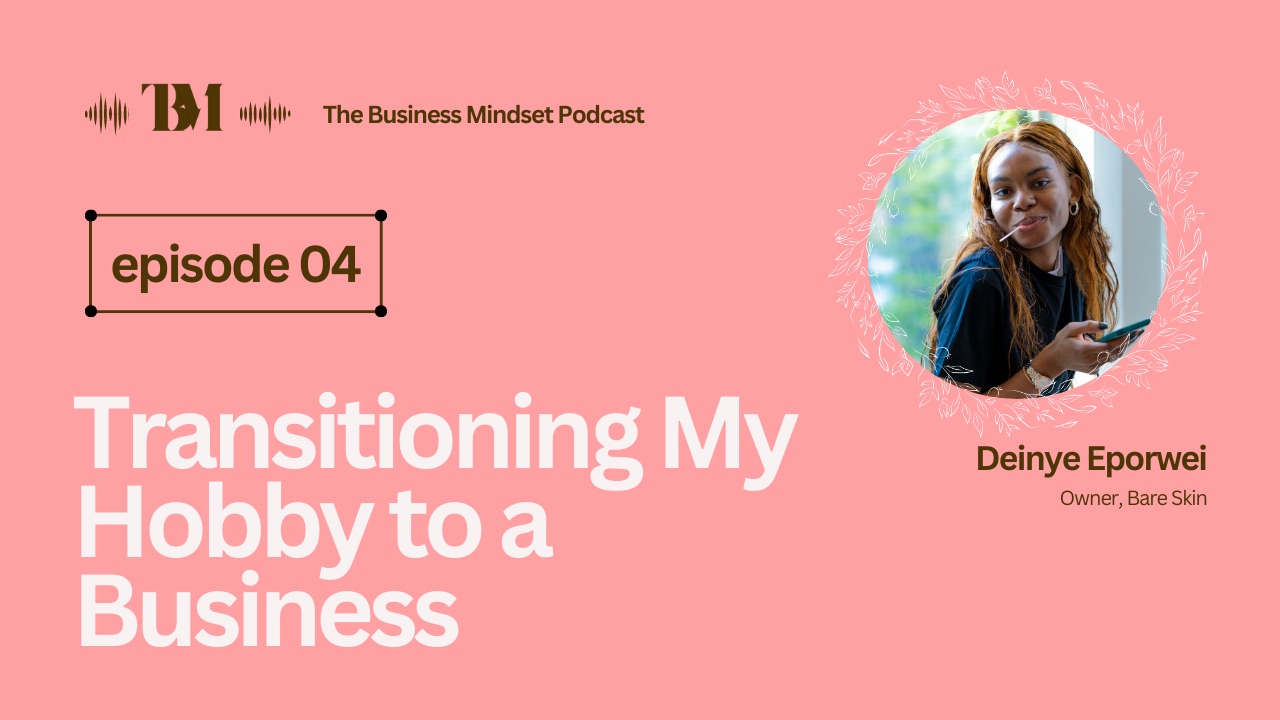 TBM
The Business Mindset Podcast
episode 04
Transitioning My
Hobby to a
Business
Deinye Eporwei
Owner, Bare Skin